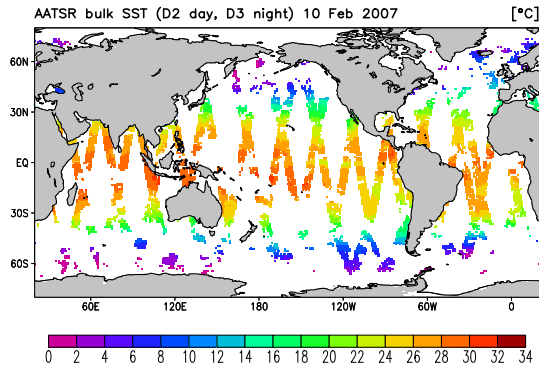 AATSR bulk SST (D2 day, D3 night) 10 Feb 2007 [°C]
60N
30N
EQ
30S
60S
60E 120E 180 120W 60W 0
0 2 4 6 8 10 12 14 16 18 20 22 24 26 28 30 32 34